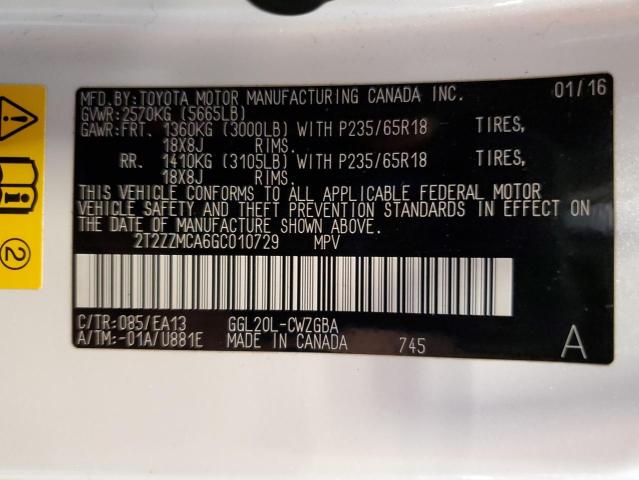 MFD.BY:TOYOTA MOTOR MANUFACTURING CANADA INC. 01/16
GVWR:2570KG (5665LB)
GAWR:FRT. 1360KG (3000LB) WITH P235/65R18 TIRES,
18X8J RIMS.
RR. 1410KG (3105LB) WITH P235/65R18 TIRES,
18X8J RIMS.
THIS VEHICLE CONFORMS TO ALL APPLICABLE FEDERAL MOTOR
VEHICLE SAFETY AND THEFT PREVENTION STANDARDS IN EFFECT ON
THE DATE OF MANUFACTURE SHOWN ABOVE.
2T2ZZMCA6GC010729 MPV
C/TR:085/EA13 GGL20L-CWZGBA
A/TM:-01A/U881E MADE IN CANADA 745 A
2